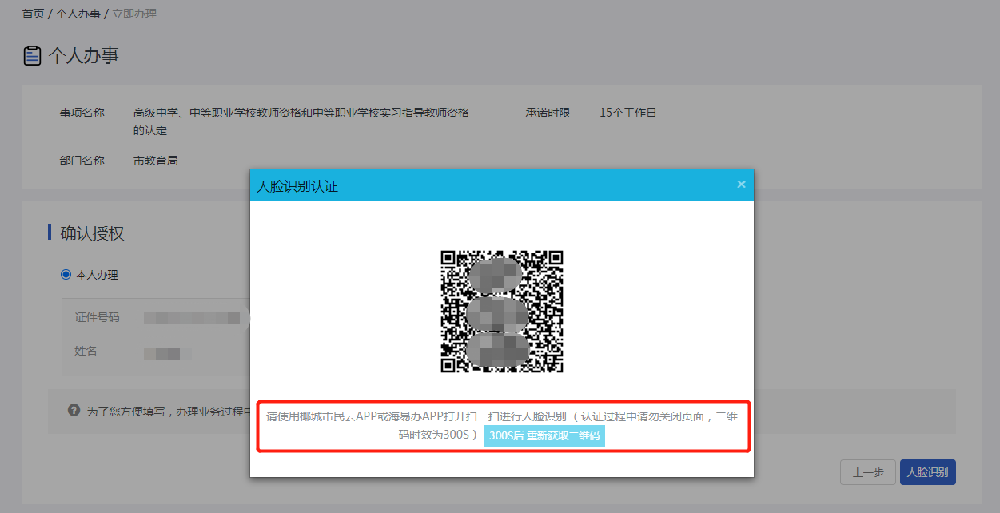 首页 / 个人办事 / 立即办理
个人办事
事项名称 高级中学、中等职业学校教师资格和中等职业学校实习指导教师资格 承诺时限 15个工作日
的认定
部门名称 市教育局
人脸识别认证 ×
确认授权
本人办理
证件号码
姓名
? 为了您方便填写，办理业务过程中
请使用椰城市民云APP或海易办APP打开扫一扫进行人脸识别（ 认证过程中请勿关闭页面，二维
码时效为300S ） 300S后 重新获取二维码
上一步 人脸识别